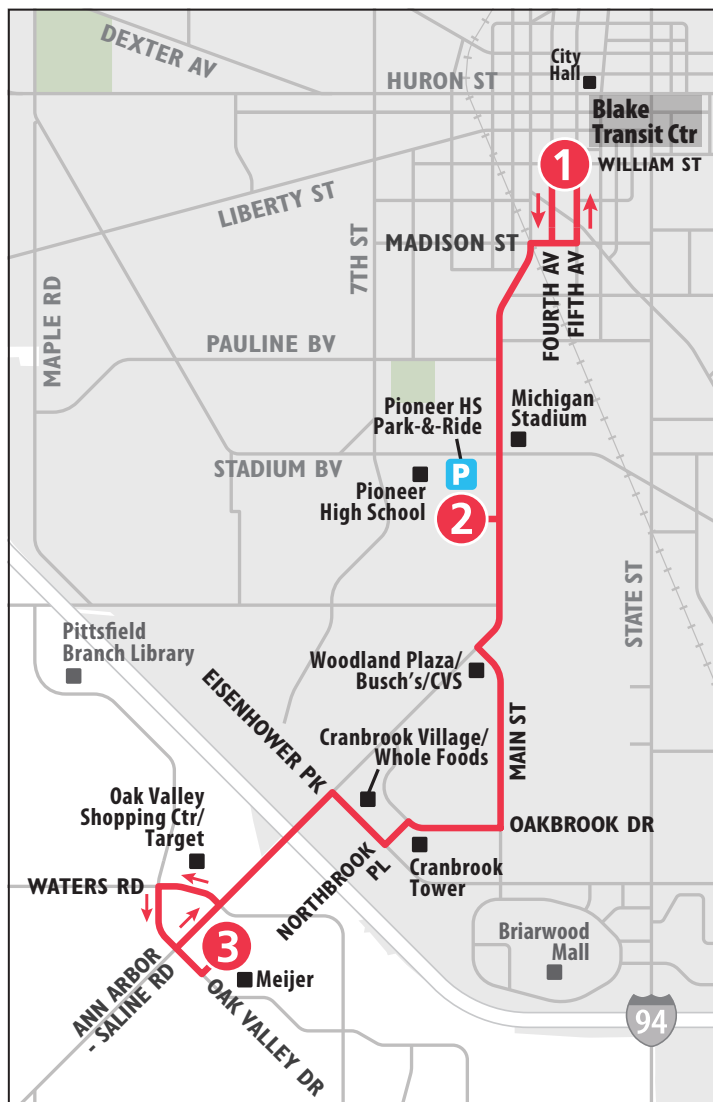 DEXTER AV
City
Hall
HURON ST
Blake
Transit Ctr
1
WILLIAM ST
LIBERTY ST
7TH ST
MADISON ST
FOURTH AV
FIFTH AV
MAPLE RD
PAULINE BV
Pioneer HS
Park-&-Ride
Michigan
Stadium
STADIUM BV
P
Pioneer
High School
2
STATE ST
Pittsfield
Branch Library
Woodland Plaza/
Busch's/CVS
EISENHOWER PK
MAIN ST
Cranbrook Village/
Whole Foods
Oak Valley
Shopping Ctr/
Target
OAKBROOK DR
NORTHBROOK
PL
Cranbrook
Tower
WATERS RD
Briarwood
Mall
3
ANN ARBOR
- SALINE RD
Meijer
OAK VALLEY DR
94